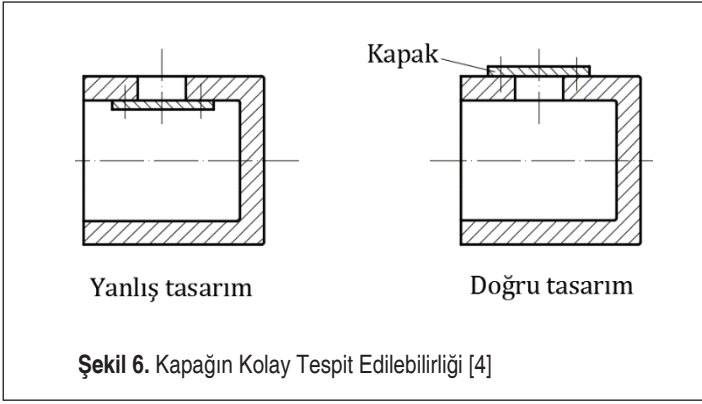 Kapak
Yanlış tasarım
Doğru tasarım
Şekil 6. Kapağın Kolay Tespit Edilebilirliği [4]